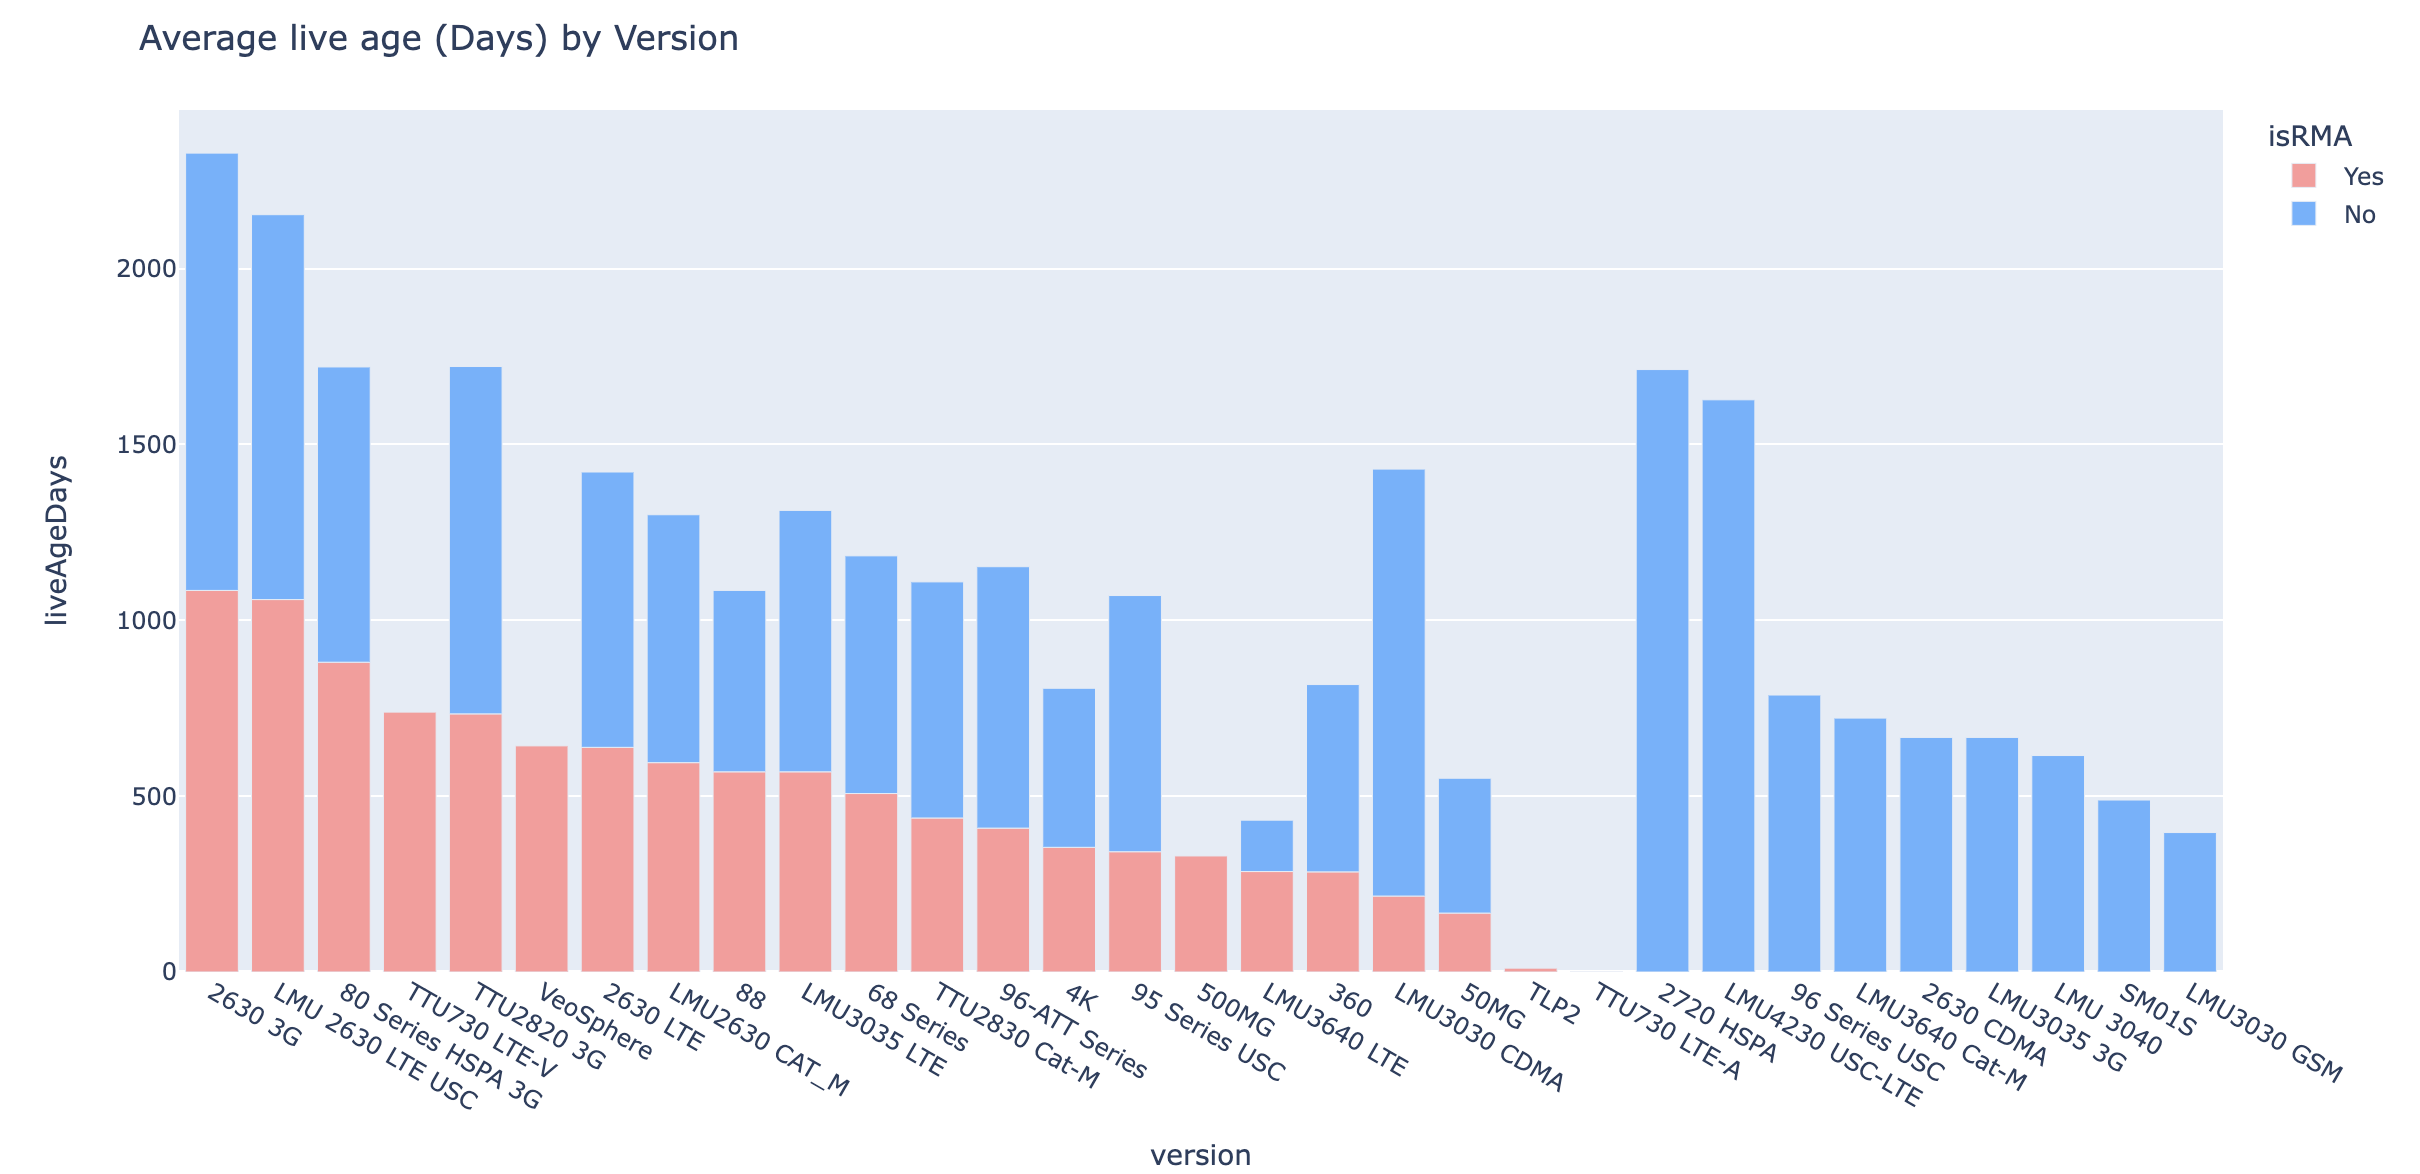 Average live age (Days) by Version
isRMA
Yes
No
liveAgeDays
2000
1500
1000
500
0
2630 3G
LMU 2630 LTE USC
80 Series HSPA 3G
TTU730 LTE-V
TTU2820 3G
VeoSphere
2630 LTE
LMU2630 CAT_M
88
LMU3035 LTE
68 Series
TTU2830 Cat-M
96-ATT Series
4K
95 Series USC
500MG
LMU3640 LTE
360
LMU3030 CDMA
50MG
TLP2
TTU730 LTE-A
2720 HSPA
LMU4230 USC-LTE
96 Series USC
LMU3640 Cat-M
2630 CDMA
LMU3035 3G
LMU 3040
SM01S
LMU3030 GSM
version